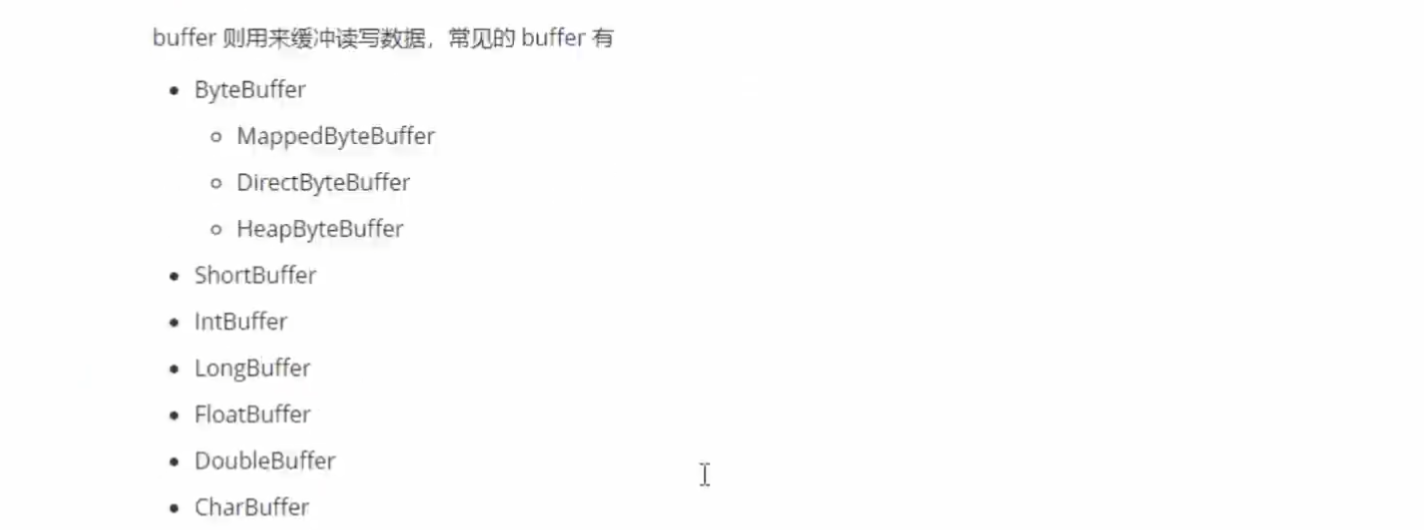 buffer 则用来缓冲读写数据，常见的 buffer 有
ByteBuffer
MappedByteBuffer
DirectByteBuffer
HeapByteBuffer
ShortBuffer
IntBuffer
LongBuffer
FloatBuffer
DoubleBuffer
CharBuffer